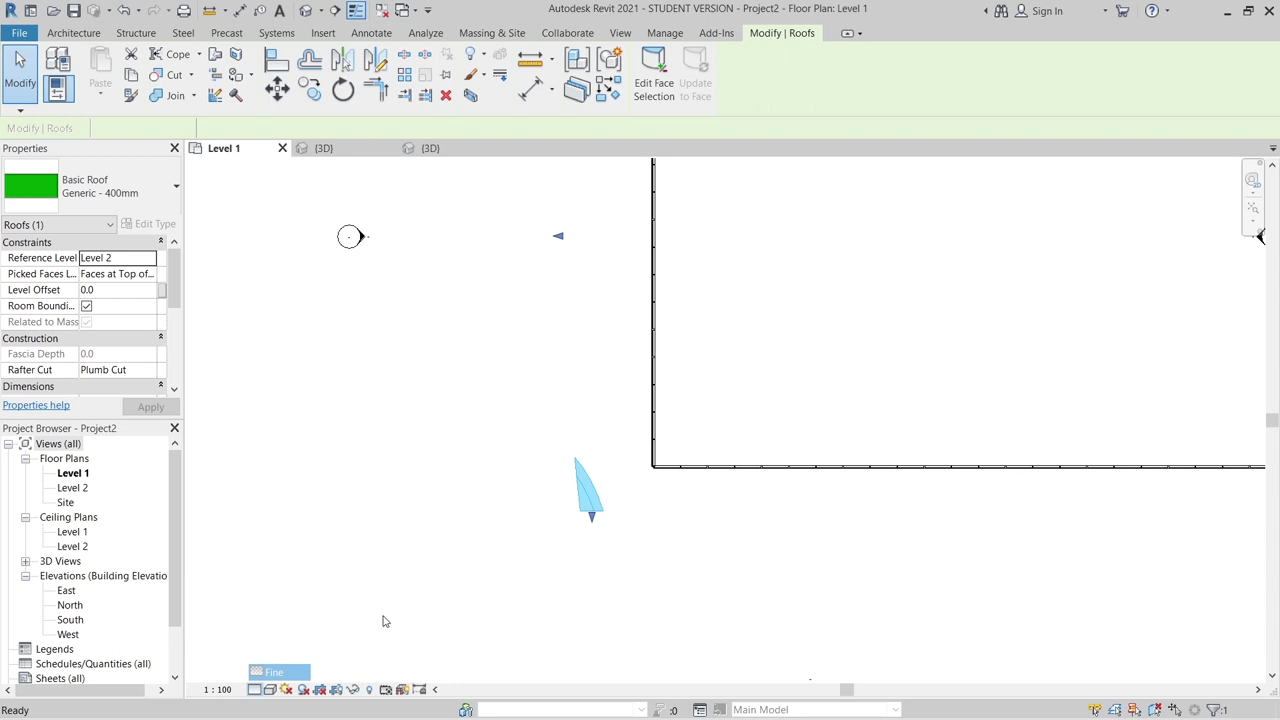 Autodesk Revit 2021 - STUDENT VERSION - Project2 - Floor Plan: Level 1
Sign In
File Architecture Structure Steel Precast Systems Insert Annotate Analyze Massing & Site Collaborate View Manage Add-Ins Modify | Roofs
Cope
Cut
Join
Modify
Paste
Edit Face
Selection
Update
to Face
Modify | Roofs
Properties
Level 1 (3D) (3D)
Basic Roof
Generic - 400mm
Roofs (1) Edit Type
Constraints
Reference Level Level 2
Picked Faces L... Faces at Top of...
Level Offset 0.0
Room Boundi...
Related to Mass
Construction
Fascia Depth 0.0
Rafter Cut Plumb Cut
Dimensions
Properties help Apply
Project Browser - Project2
Views (all)
Floor Plans
Level 1
Level 2
Site
Ceiling Plans
Level 1
Level 2
3D Views
Elevations (Building Elevatio
East
North
South
West
Legends
Schedules/Quantities (all)
Sheets (all)
Fine
1 : 100
Ready
:0
Main Model
:1